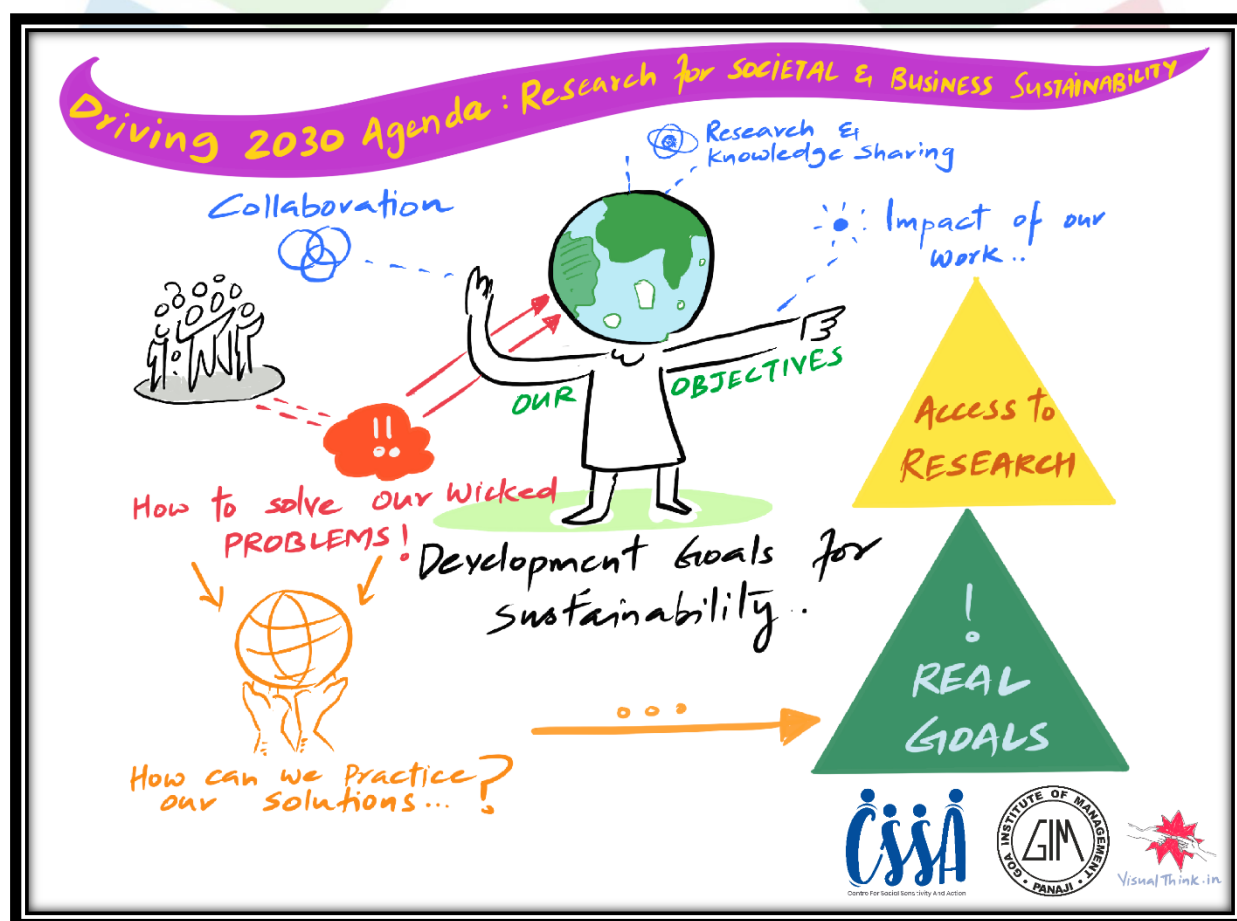 Driving 2030 Agenda : Research for SOCIETAL & BUSINESS SUSTAINABILITY
Research &
Knowledge Sharing
Collaboration
Impact of our
work..
OUR OBJECTIVES
Access to
RESEARCH
!!
How to solve our Wicked
PROBLEMS!
Development Goals for
Sustainability..
!
REAL
GOALS
How can we Practice
our solutions...?
CSSA
Centre For Social Sensitivity And Action
GOA INSTITUTE OF MANAGEMENT
GIM
• PANAJI •
VisualThink.in